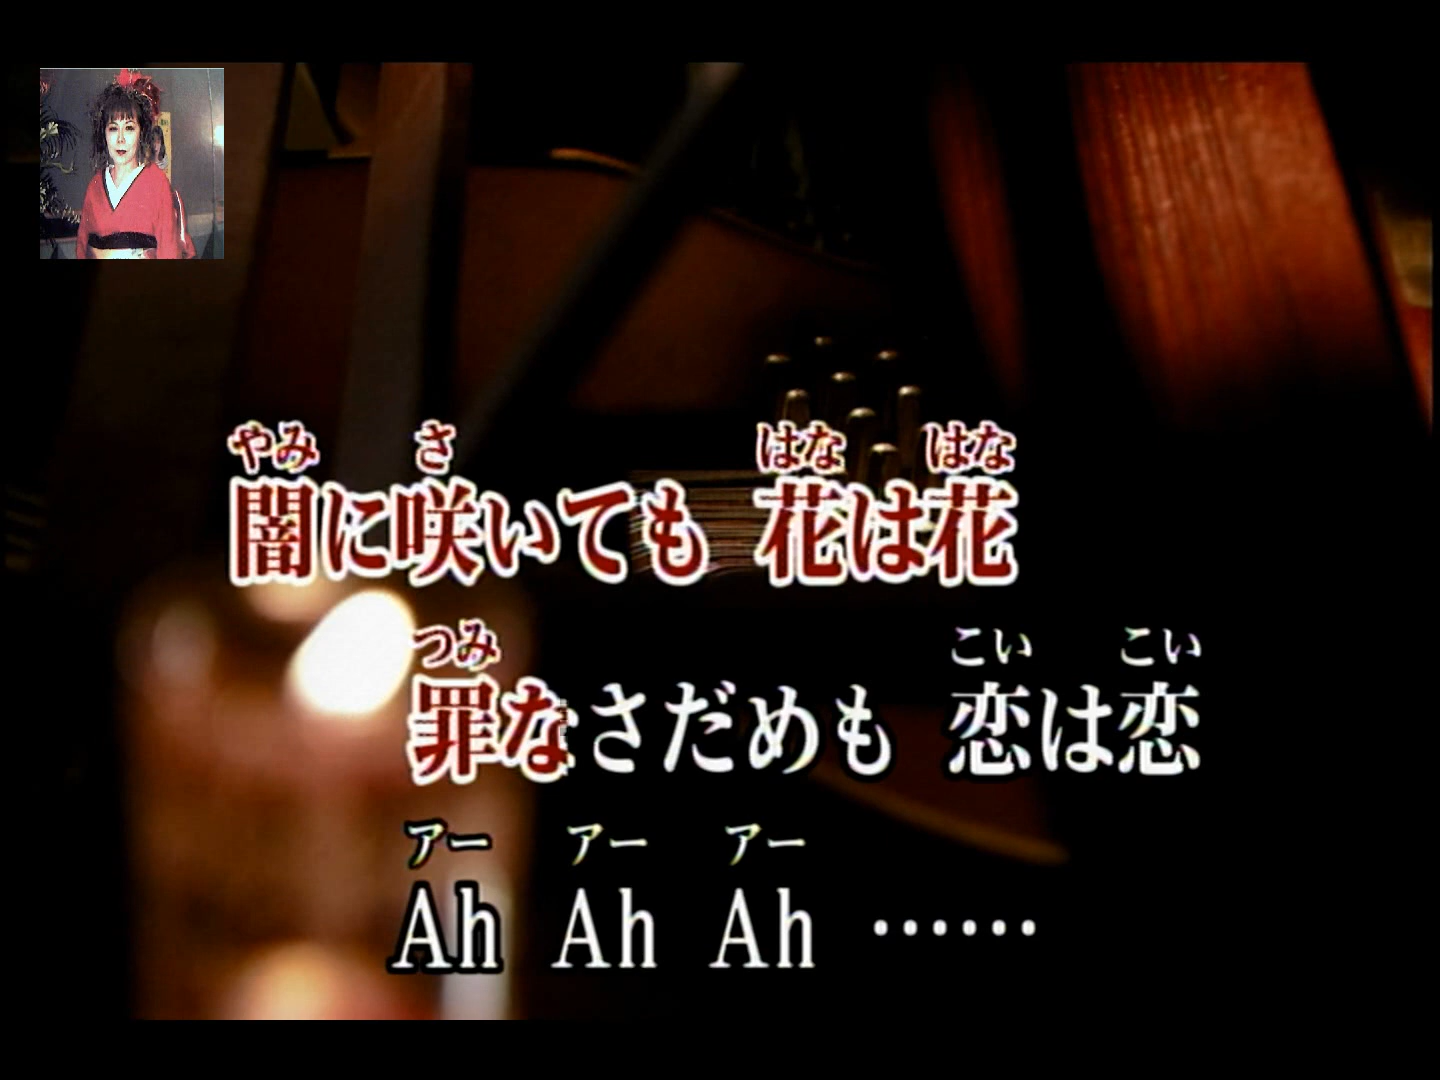 やみ さ はな はな
闇に咲いても 花は花
つみ こい こい
罪なさだめも 恋は恋
アー アー アー
Ah Ah Ah ……